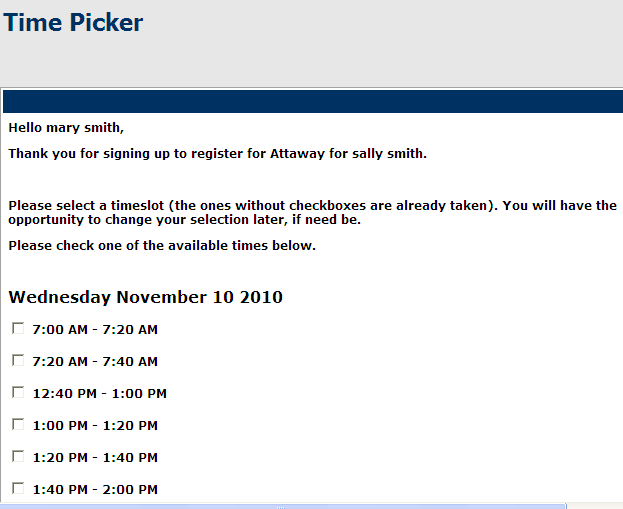 Time Picker
Hello mary smith,
Thank you for signing up to register for Attaway for sally smith.
Please select a timeslot (the ones without checkboxes are already taken). You will have the
opportunity to change your selection later, if need be.
Please check one of the available times below.
Wednesday November 10 2010
7:00 AM - 7:20 AM
7:20 AM - 7:40 AM
12:40 PM - 1:00 PM
1:00 PM - 1:20 PM
1:20 PM - 1:40 PM
1:40 PM - 2:00 PM